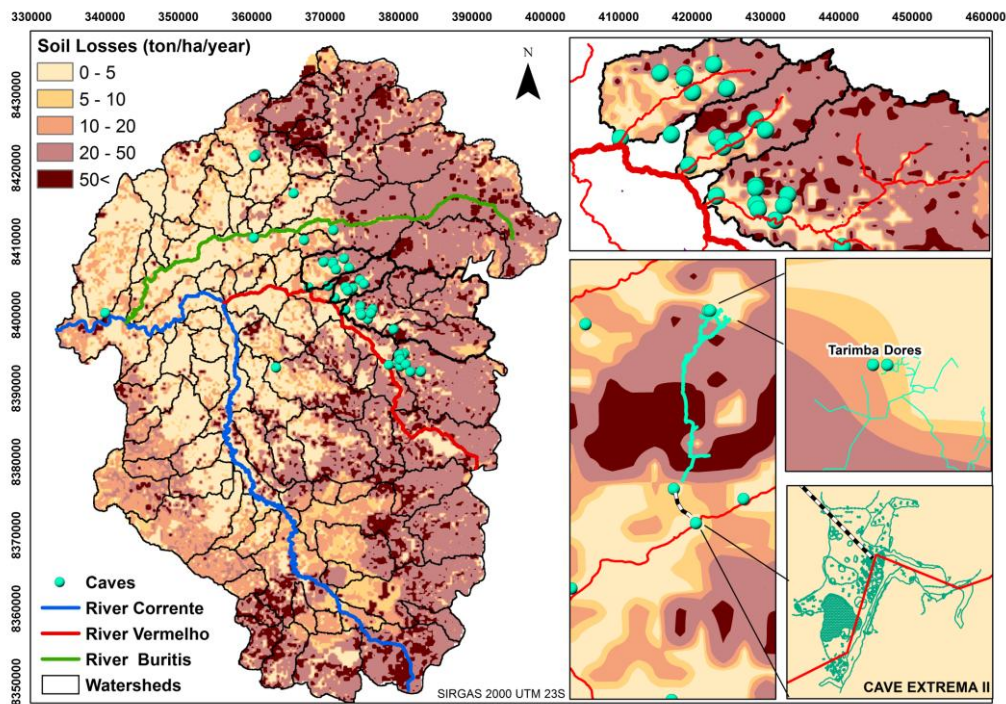 330000 340000 350000 360000 370000 380000 390000 400000 410000 420000 430000 440000 450000 460000
Soil Losses (ton/ha/year)
0 - 5
5 - 10
10 - 20
20 - 50
50<
N
8430000
8420000
8410000
8400000
8390000
8380000
8370000
8360000
8350000
Tarimba Dores
Caves
River Corrente
River Vermelho
River Buritis
Watersheds
SIRGAS 2000 UTM 23S
CAVE EXTREMA II